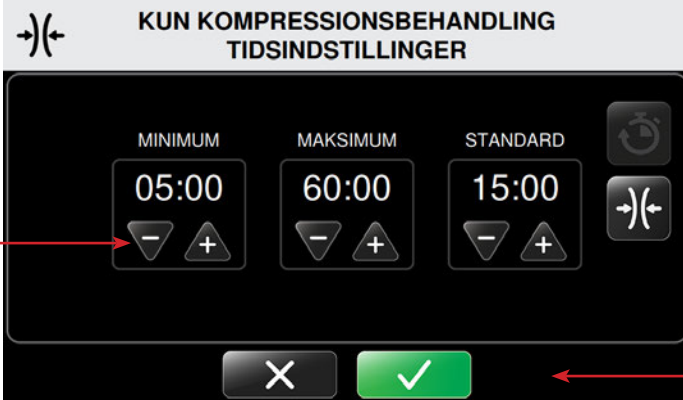 KUN KOMPRESSIONSBEHANDLING
TIDSINDSTILLINGER
MINIMUM MAKSIMUM STANDARD
05:00 60:00 15:00
- + - + - +